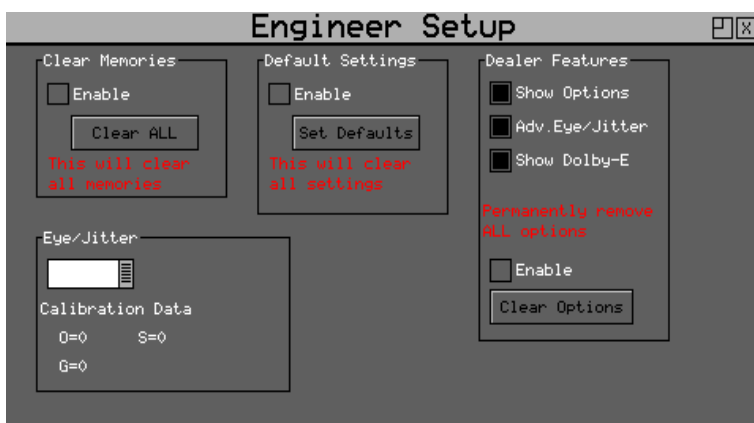 Engineer Setup
Clear Memories
Enable
Clear ALL
This will clear
all memories
Default Settings
Enable
Set Defaults
This will clear
all settings
Dealer Features
Show Options
Adv.Eye/Jitter
Show Dolby-E
Permanently remove
ALL options
Enable
Clear Options
Eye/Jitter
Calibration Data
O=0 S=0
G=0